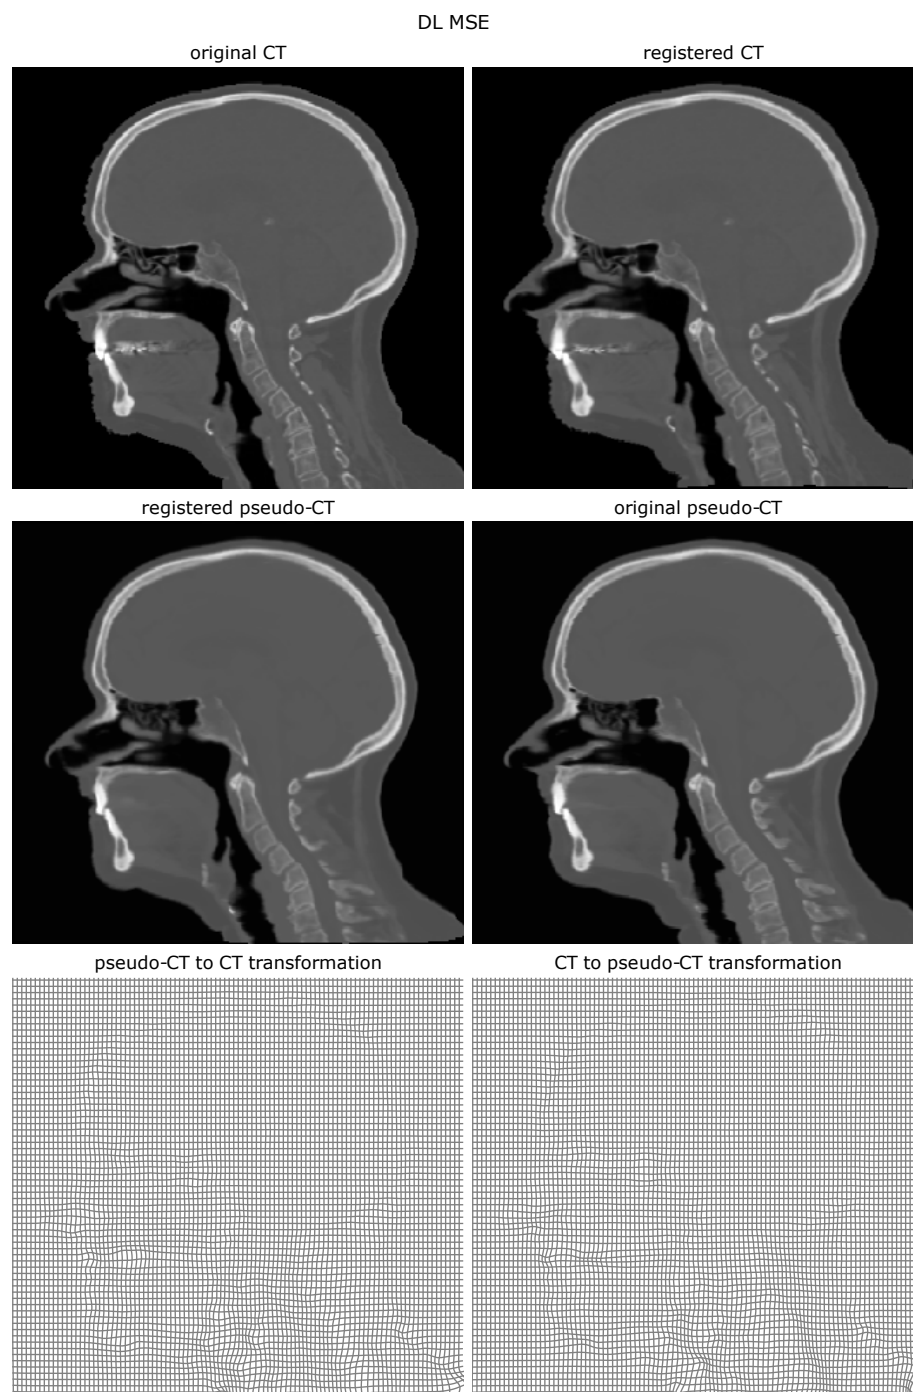 DL MSE
original CT
registered CT
registered pseudo-CT
original pseudo-CT
pseudo-CT to CT transformation
CT to pseudo-CT transformation